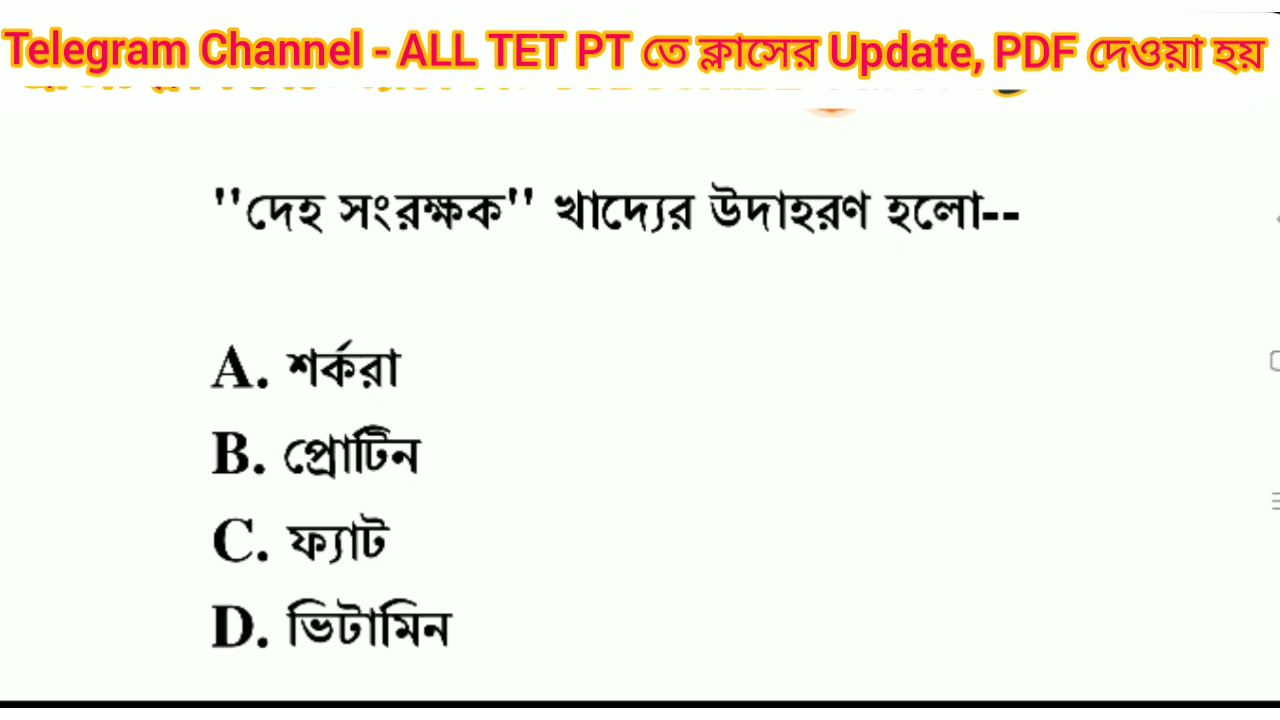 Telegram Channel - ALL TET PT তে ক্লাসের Update, PDF দেওয়া হয়
''দেহ সংরক্ষক'' খাদ্যের উদাহরণ হলো--
A. শর্করা
B. প্রোটিন
C. ফ্যাট
D. ভিটামিন